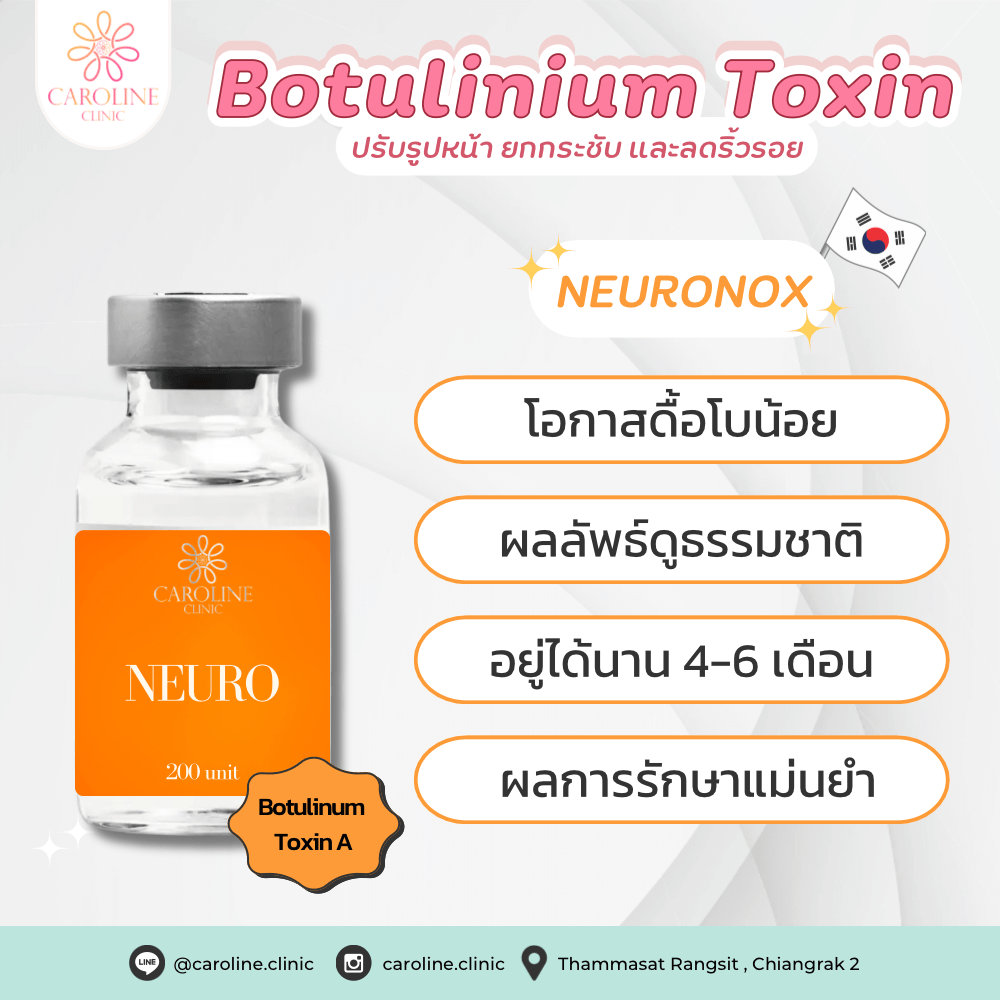 CAROLINE
CLINIC
Botulinium Toxin
ปรับรูปหน้า ยกกระชับ และลดริ้วรอย
NEURONOX
โอกาสดื้อโบน้อย
ผลลัพธ์ดูธรรมชาติ
อยู่ได้นาน 4-6 เดือน
ผลการรักษาแม่นยำ
CAROLINE
CLINIC
NEURO
200 unit
Botulinum
Toxin A
LINE @caroline.clinic caroline.clinic Thammasat Rangsit , Chiangrak 2